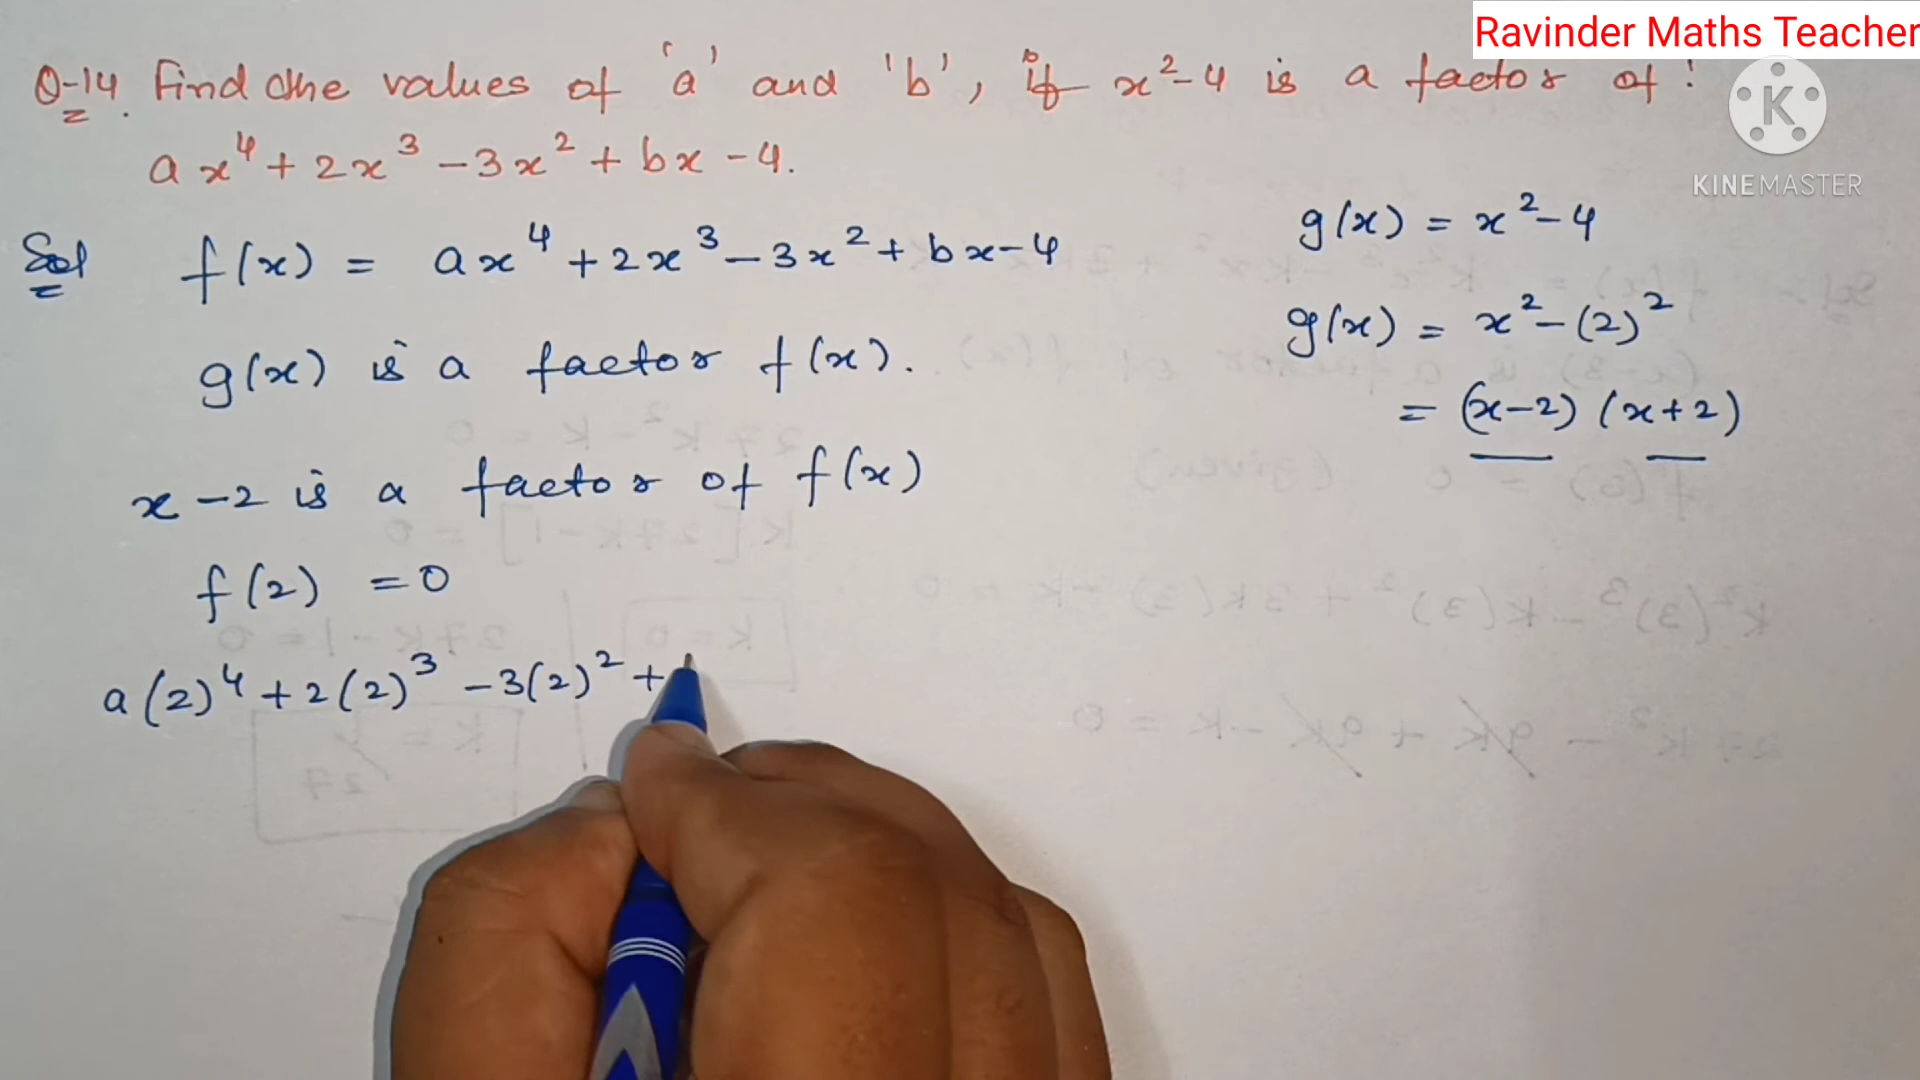 Ravinder Maths Teacher
Q-14. Find the values of 'a' and 'b', if x²-4 is a factor of :
ax⁴ + 2x³ - 3x² + bx - 4.
K
KINEMASTER
Sol f(x) = ax⁴ + 2x³ - 3x² + bx - 4
g(x) is a factor f(x).
x - 2 is a factor of f(x)
f(2) = 0
a(2)⁴ + 2(2)³ - 3(2)² +
g(x) = x² - 4
g(x) = x² - (2)²
= (x-2) (x+2)